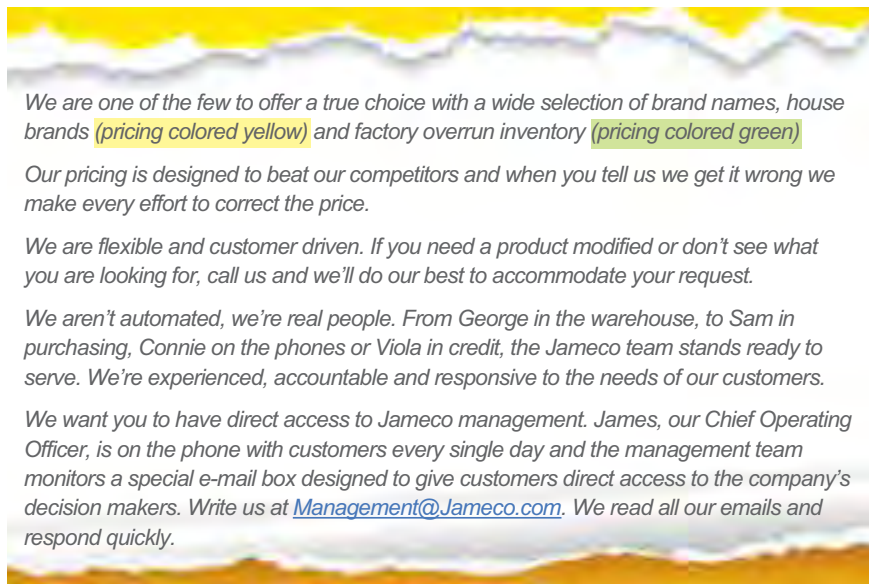 We are one of the few to offer a true choice with a wide selection of brand names, house
brands (pricing colored yellow) and factory overrun inventory (pricing colored green)
Our pricing is designed to beat our competitors and when you tell us we get it wrong we
make every effort to correct the price.
We are flexible and customer driven. If you need a product modified or don’t see what
you are looking for, call us and we’ll do our best to accommodate your request.
We aren’t automated, we’re real people. From George in the warehouse, to Sam in
purchasing, Connie on the phones or Viola in credit, the Jameco team stands ready to
serve. We’re experienced, accountable and responsive to the needs of our customers.
We want you to have direct access to Jameco management. James, our Chief Operating
Officer, is on the phone with customers every single day and the management team
monitors a special e-mail box designed to give customers direct access to the company’s
decision makers. Write us at Management@Jameco.com. We read all our emails and
respond quickly.